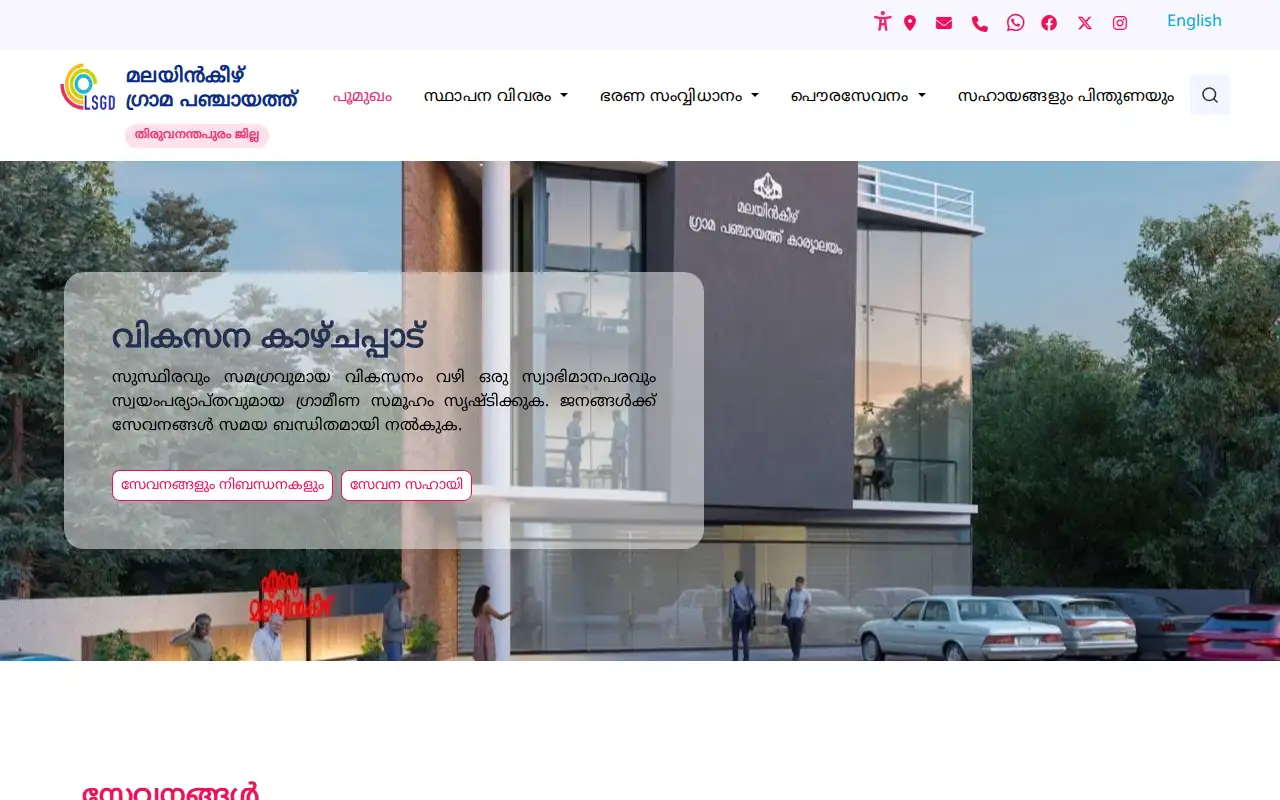 English
LSGD
മലയിൻകീഴ്
ഗ്രാമ പഞ്ചായത്ത്
തിരുവനന്തപുരം ജില്ല
പൂമുഖം
സ്ഥാപന വിവരം
ഭരണ സംവ്വിധാനം
പൌരസേവനം
സഹായങ്ങളും പിന്തുണയും
മലയിൻകീഴ്
ഗ്രാമ പഞ്ചായത്ത് കാര്യാലയം
വികസന കാഴ്ചപ്പാട്
സുസ്ഥിരവും സമഗ്രവുമായ വികസനം വഴി ഒരു സ്വാഭിമാനപരവും
സ്വയംപര്യാപ്തവുമായ ഗ്രാമീണ സമൂഹം സൃഷ്ടിക്കുക. ജനങ്ങൾക്ക്
സേവനങ്ങൾ സമയ ബന്ധിതമായി നൽകുക.
സേവനങ്ങളും നിബന്ധനകളും
സേവന സഹായി
സേവനങ്ങൾ